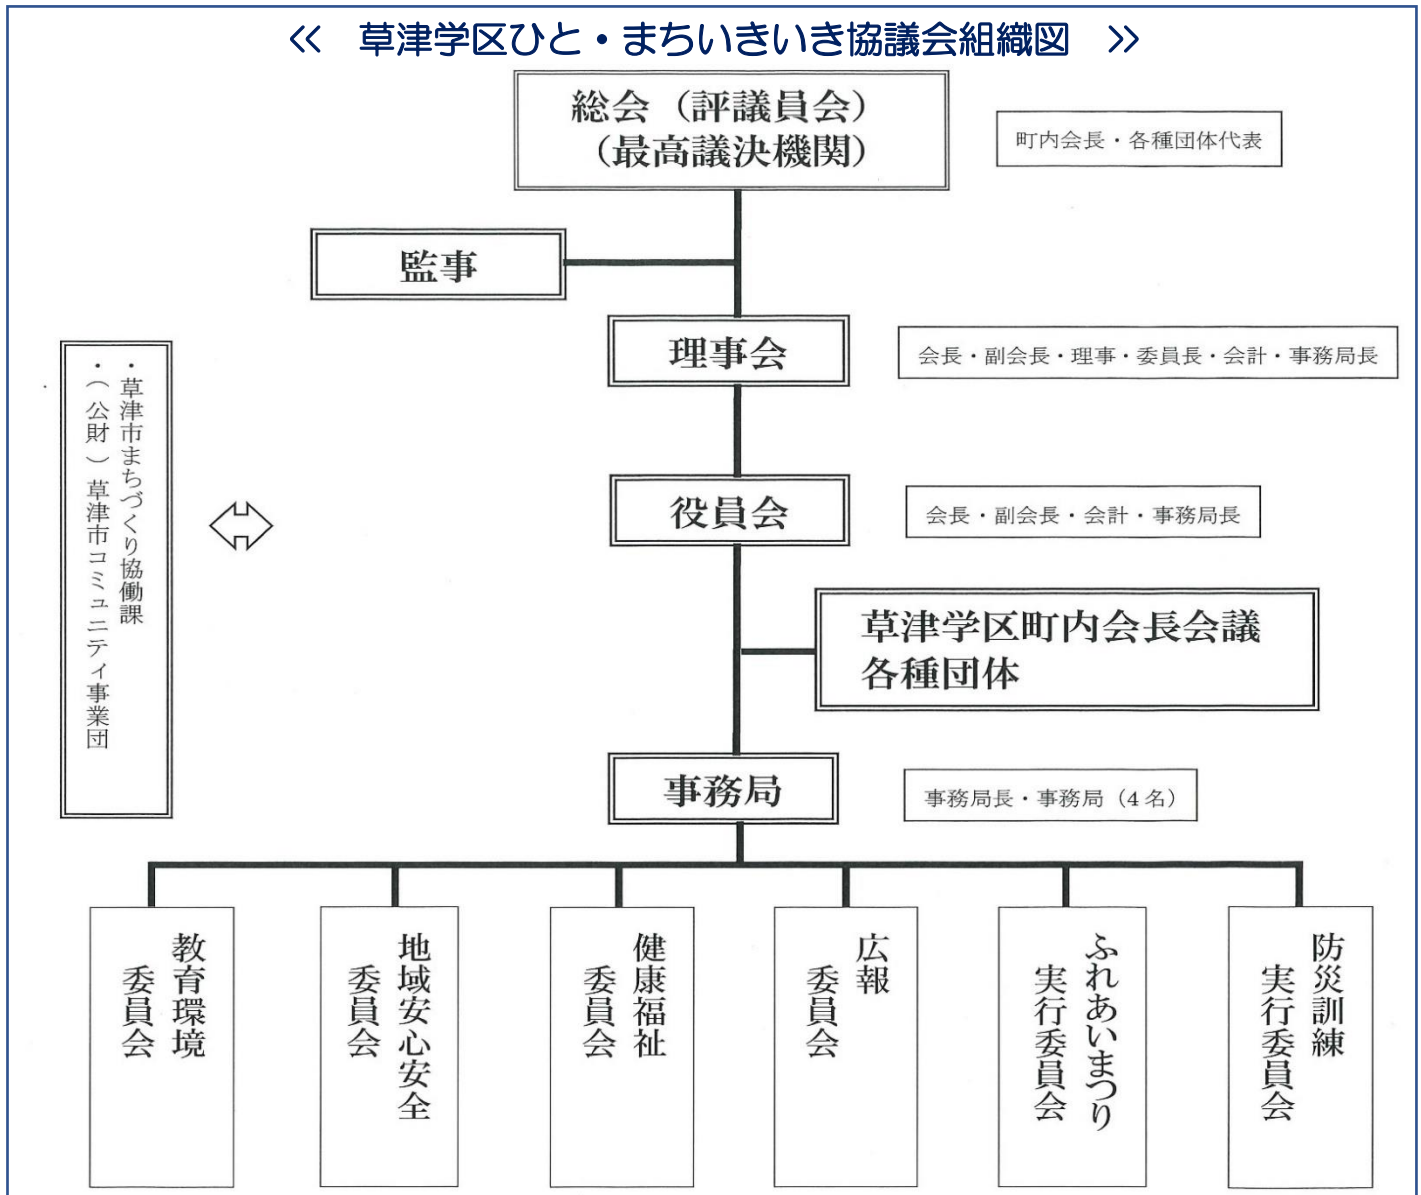 ≪ 草津学区ひと・まちいきいき協議会組織図 ≫
総会（評議員会）
（最高議決機関）
町内会長・各種団体代表
監事
理事会
会長・副会長・理事・委員長・会計・事務局長
・草津市まちづくり協働課
・（公財）草津市コミュニティ事業団
役員会
会長・副会長・会計・事務局長
草津学区町内会長会議
各種団体
事務局
事務局長・事務局（4名）
教育環境
委員会
地域安心安全
委員会
健康福祉
委員会
広報
委員会
ふれあいまつり
実行委員会
防災訓練
実行委員会